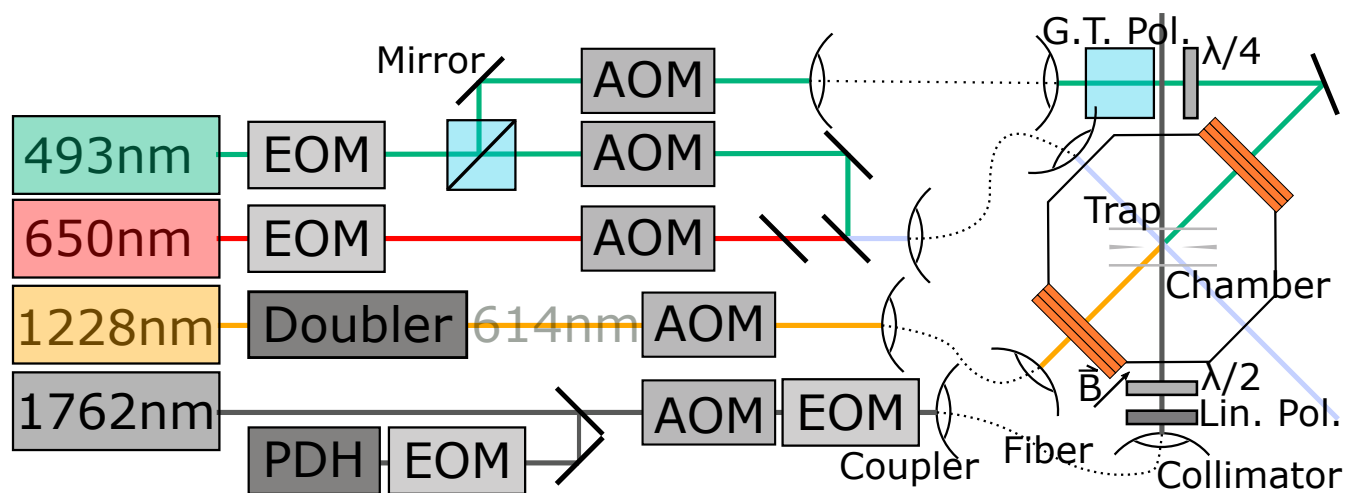 Mirror
AOM
G.T. Pol.
λ/4
493nm
EOM
AOM
650nm
EOM
AOM
Trap
Chamber
1228nm
Doubler
614nm
AOM
1762nm
AOM
EOM
B⃗
λ/2
Lin. Pol.
PDH
EOM
Coupler
Fiber
Collimator